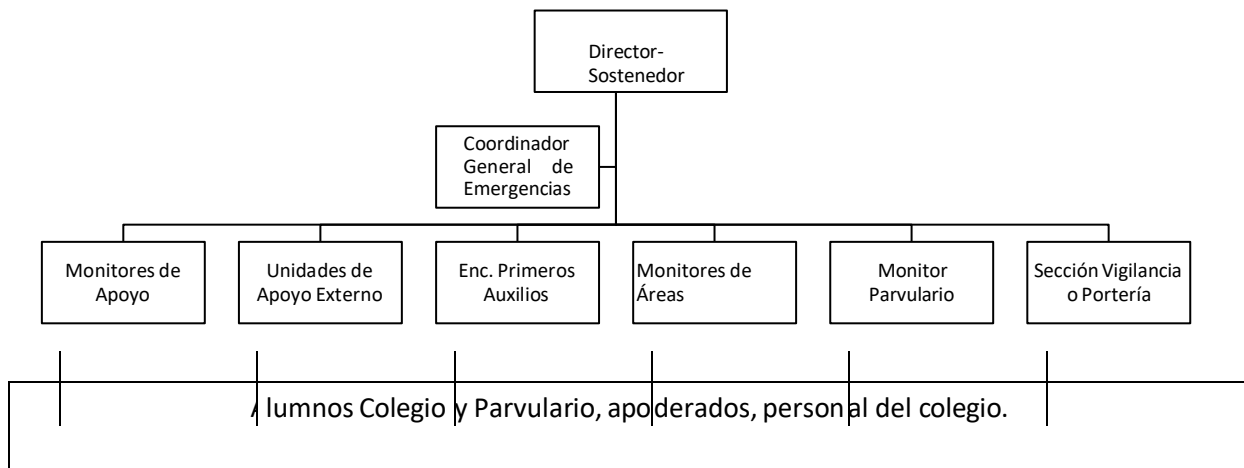 Director-
Sostenedor
Coordinador
General de
Emergencias
Monitores de
Apoyo
Unidades de
Apoyo Externo
Enc. Primeros
Auxilios
Monitores de
Áreas
Monitor
Parvulario
Sección Vigilancia
o Portería
Alumnos Colegio y Parvulario, apoderados, personal del colegio.